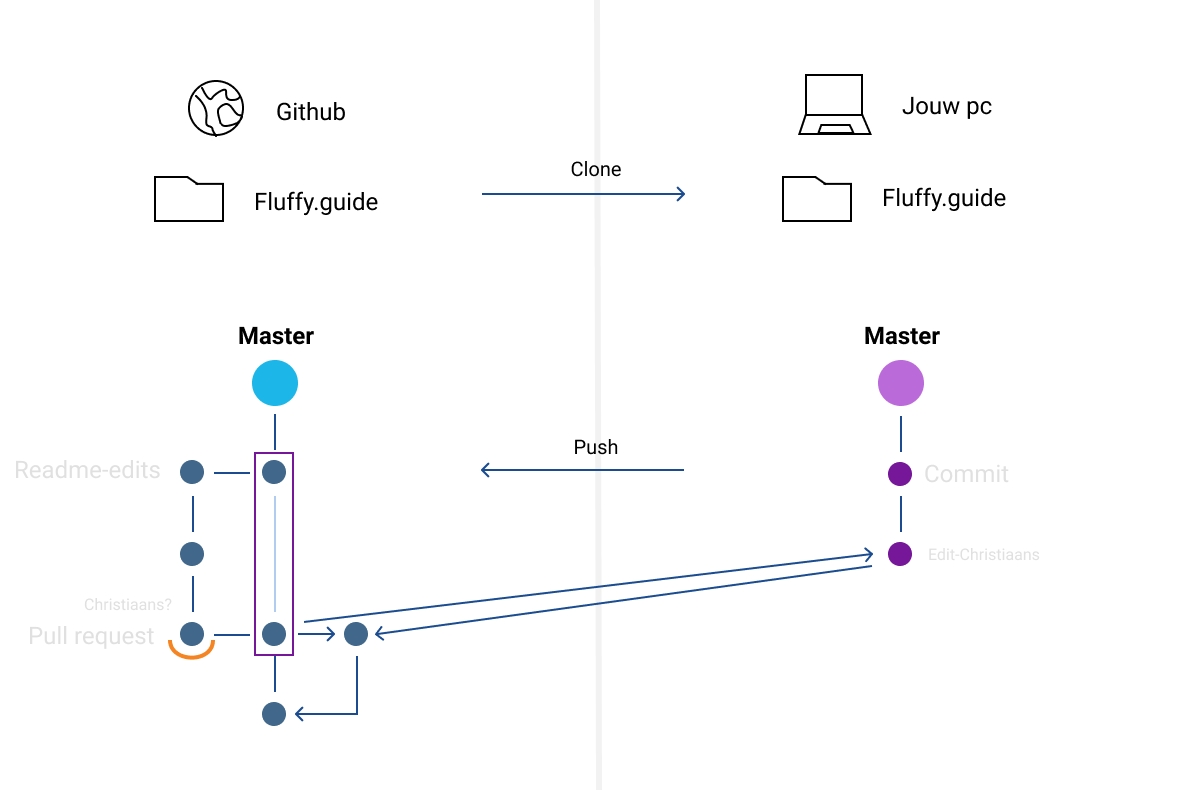 Github
Jouw pc
Clone
Fluffy.guide
Fluffy.guide
Master
Master
Push
Readme-edits
Commit
Edit-Christiaans
Christiaans?
Pull request